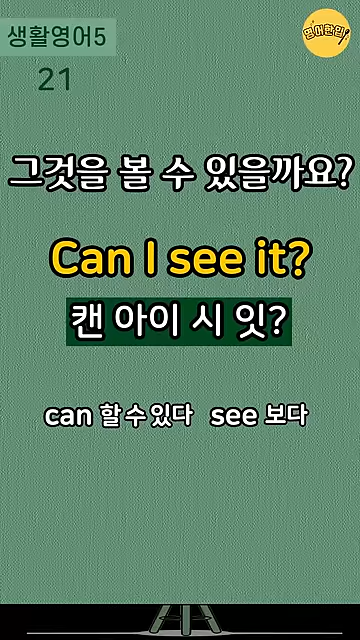 생활영어5
영어한입
21
그것을 볼 수 있을까요?
Can I see it?
캔 아이 시 잇?
can 할 수 있다 see 보다